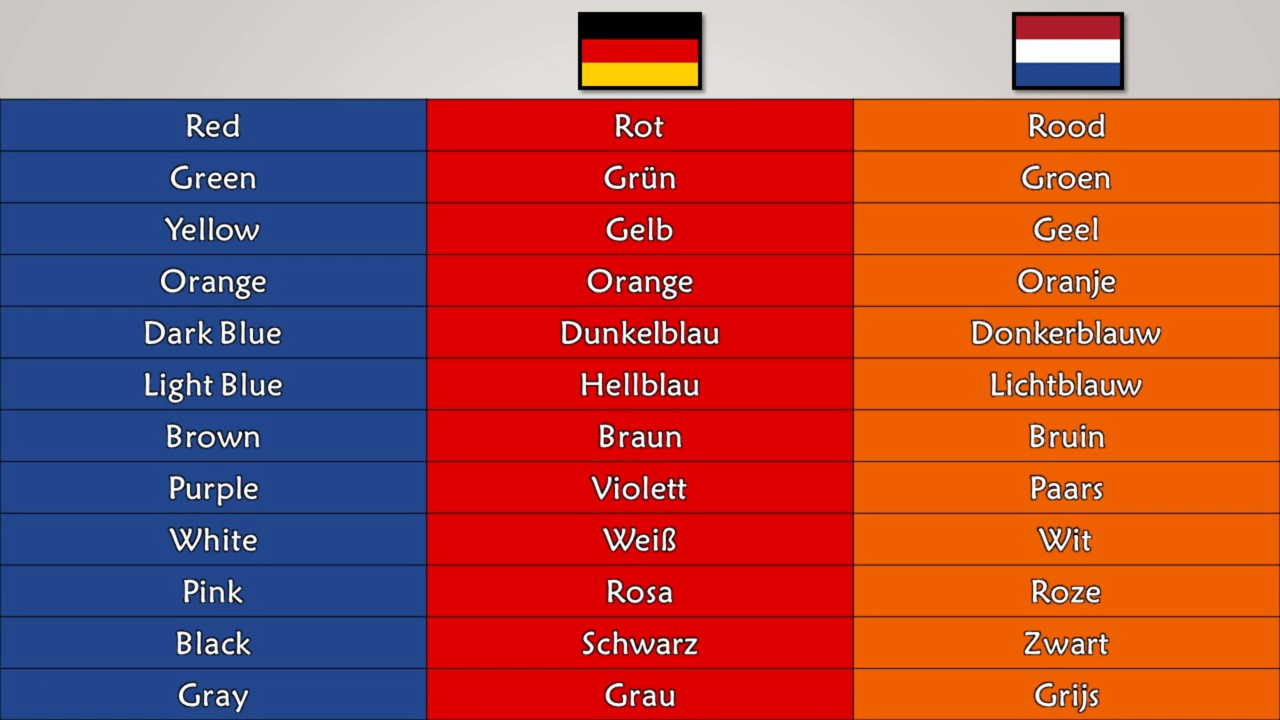 Red Rot Rood
Green Grün Groen
Yellow Gelb Geel
Orange Orange Oranje
Dark Blue Dunkelblau Donkerblauw
Light Blue Hellblau Lichtblauw
Brown Braun Bruin
Purple Violett Paars
White Weiß Wit
Pink Rosa Roze
Black Schwarz Zwart
Gray Grau Grijs